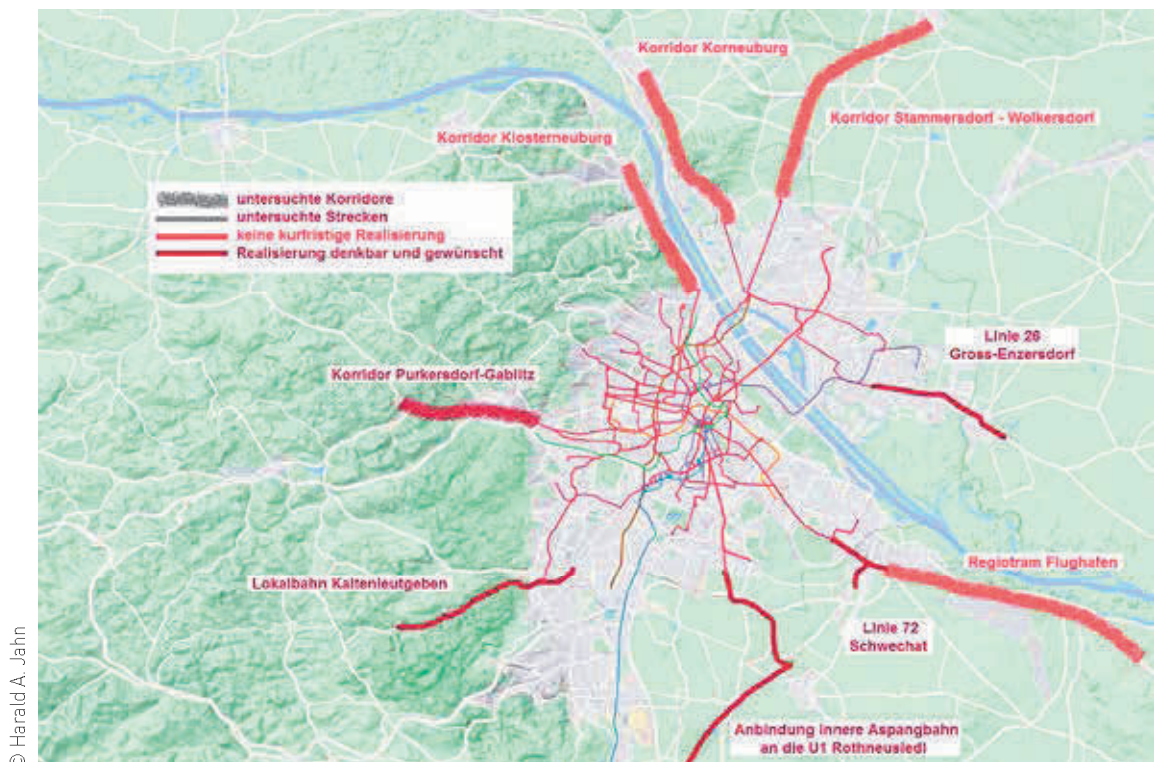 Korridor Korneuburg
Korridor Stammersdorf - Wolkersdorf
Korridor Klosterneuburg
untersuchte Korridore
untersuchte Strecken
keine kurfristige Realisierung
Realisierung denkbar und gewünscht
Linie 26
Gross-Enzersdorf
Korridor Purkersdorf-Gablitz
Lokalbahn Kaltenleutgeben
Regiotram Flughafen
Linie 72
Schwechat
Anbindung innere Aspangbahn
an die U1 Rothneusiedl
© Harald A. Jahn